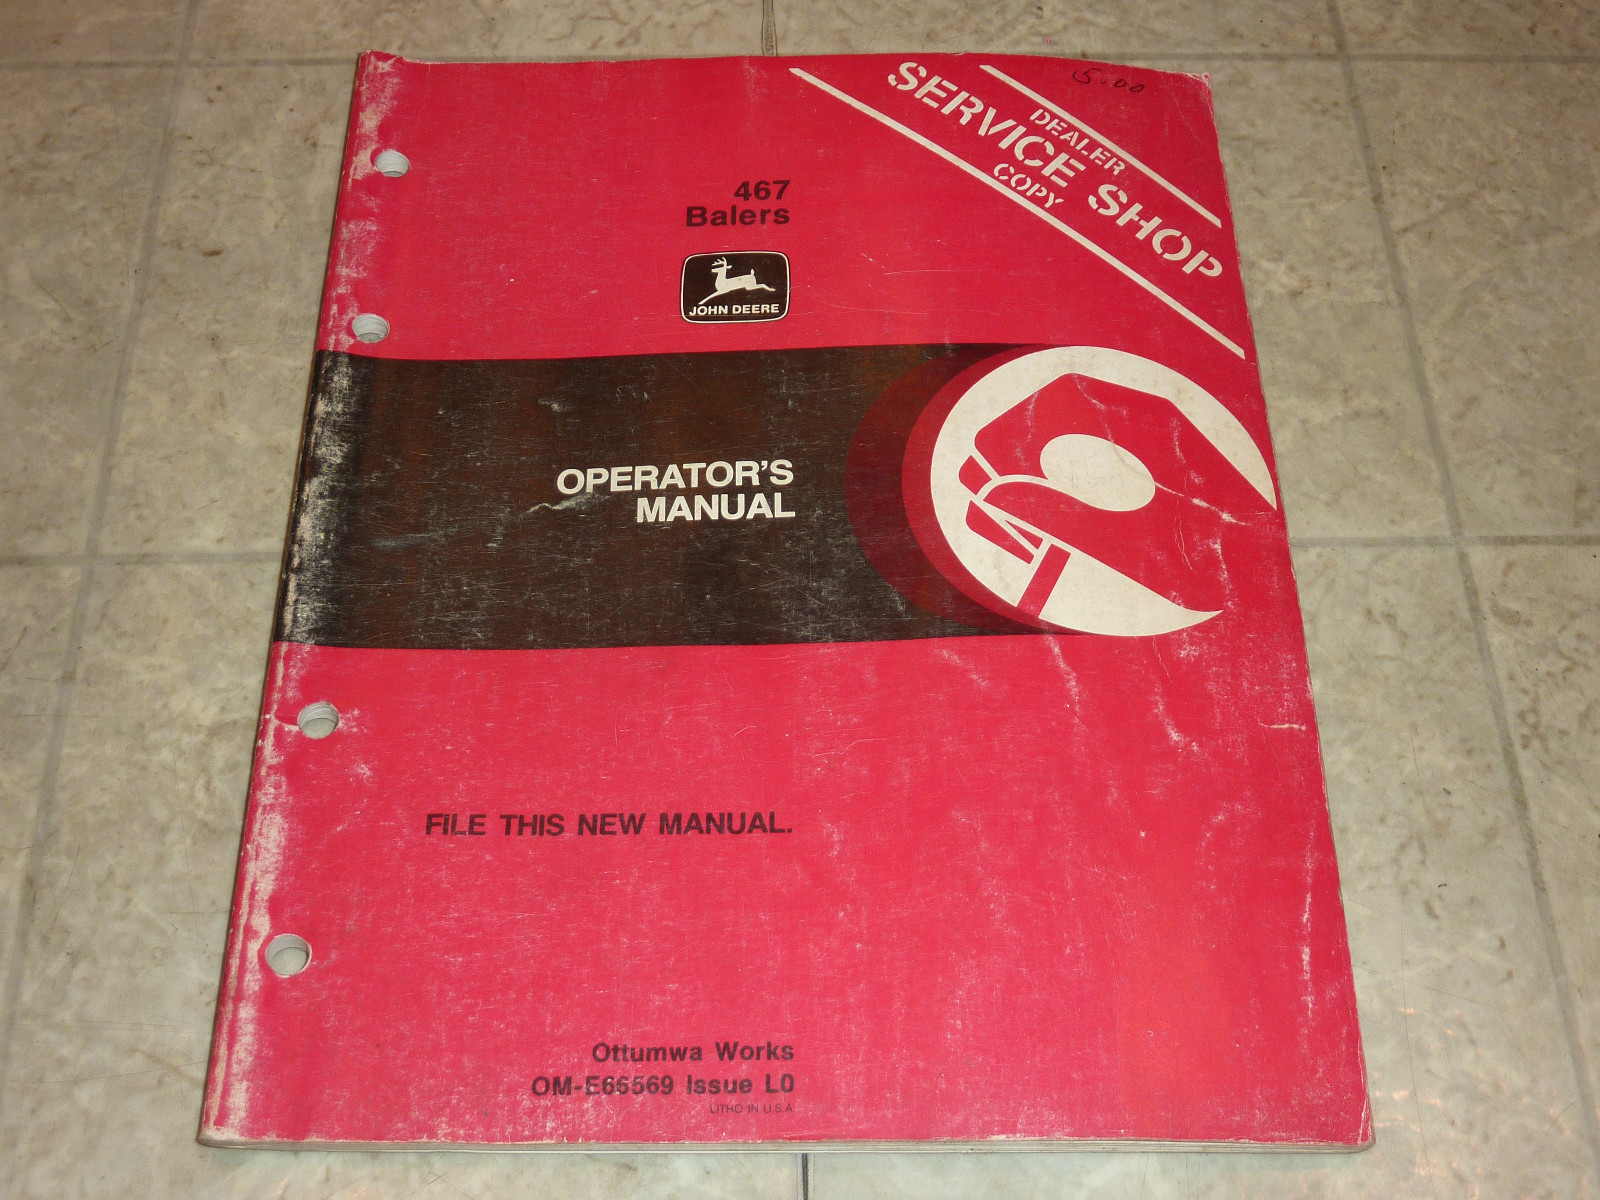 5.00
DEALER
SERVICE SHOP
COPY
467
Balers
JOHN DEERE
OPERATOR'S
MANUAL
FILE THIS NEW MANUAL.
Ottumwa Works
OM-E66569 Issue L0
LITHO IN U.S.A